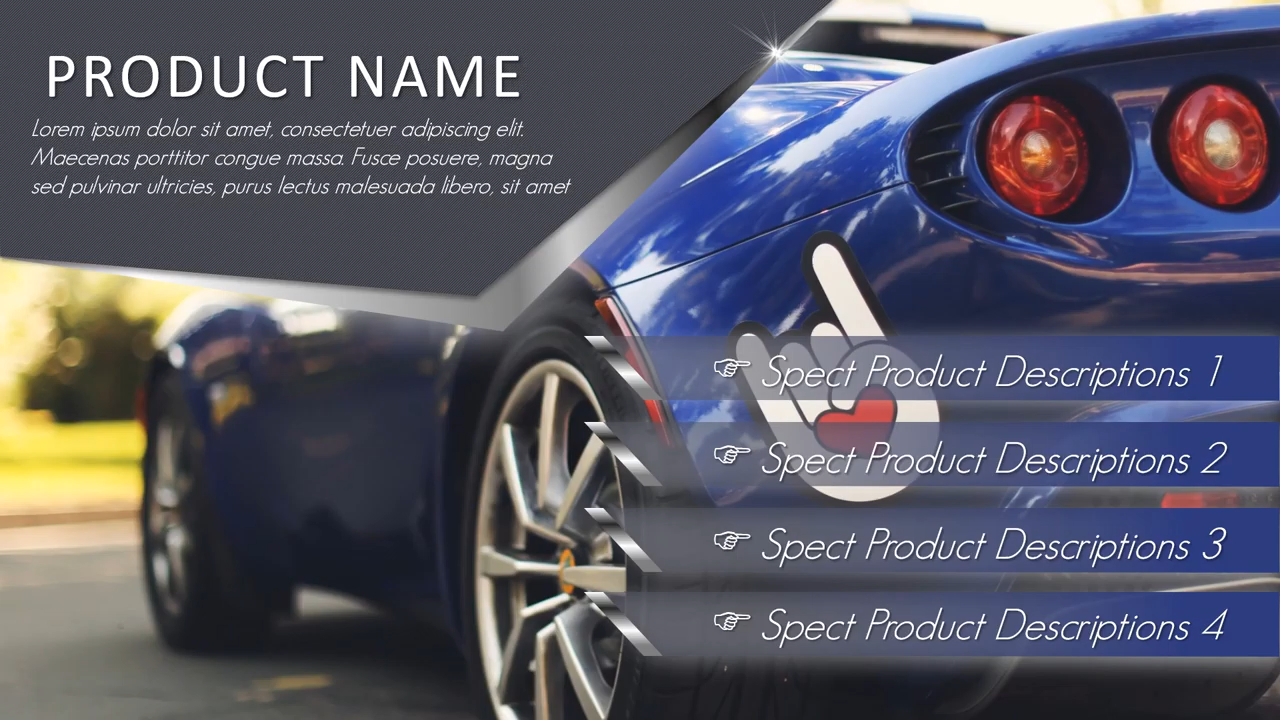 PRODUCT NAME
Lorem ipsum dolor sit amet, consectetuer adipiscing elit.
Maecenas porttitor congue massa. Fusce posuere, magna
sed pulvinar ultricies, purus lectus malesuada libero, sit amet
☞ Spect Product Descriptions 1
☞ Spect Product Descriptions 2
☞ Spect Product Descriptions 3
☞ Spect Product Descriptions 4